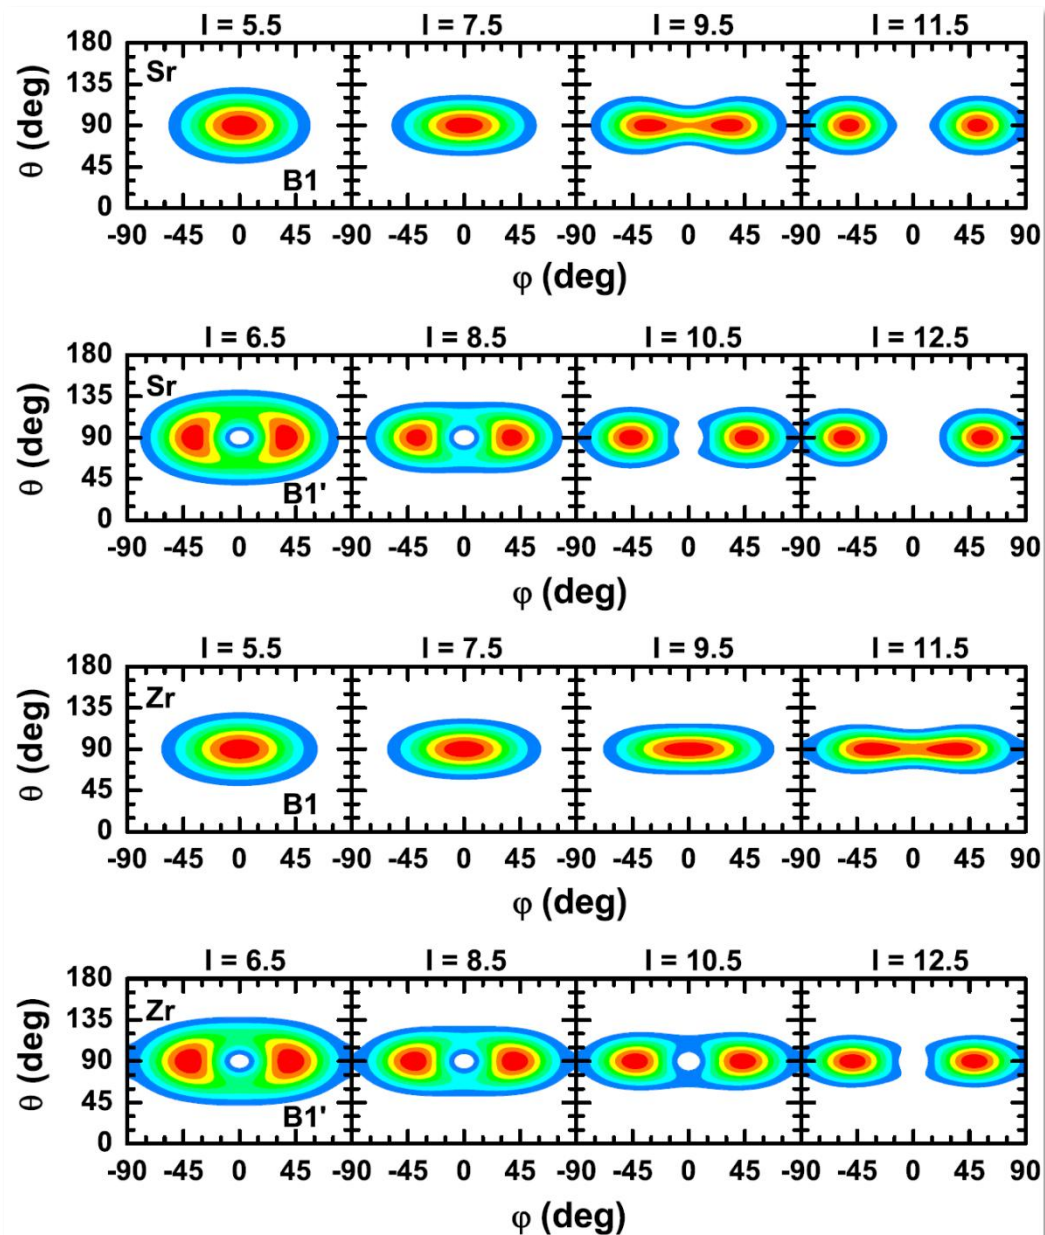 I = 5.5 I = 7.5 I = 9.5 I = 11.5
180
Sr
135
θ (deg)
90
45
B1
0
-90 -45 0 45 -90 -45 0 45 -90 -45 0 45 -90 -45 0 45 90
φ (deg)
I = 6.5 I = 8.5 I = 10.5 I = 12.5
180
Sr
135
θ (deg)
90
45
B1'
0
-90 -45 0 45 -90 -45 0 45 -90 -45 0 45 -90 -45 0 45 90
φ (deg)
I = 5.5 I = 7.5 I = 9.5 I = 11.5
180
Zr
135
θ (deg)
90
45
B1
0
-90 -45 0 45 -90 -45 0 45 -90 -45 0 45 -90 -45 0 45 90
φ (deg)
I = 6.5 I = 8.5 I = 10.5 I = 12.5
180
Zr
135
θ (deg)
90
45
B1'
0
-90 -45 0 45 -90 -45 0 45 -90 -45 0 45 -90 -45 0 45 90
φ (deg)